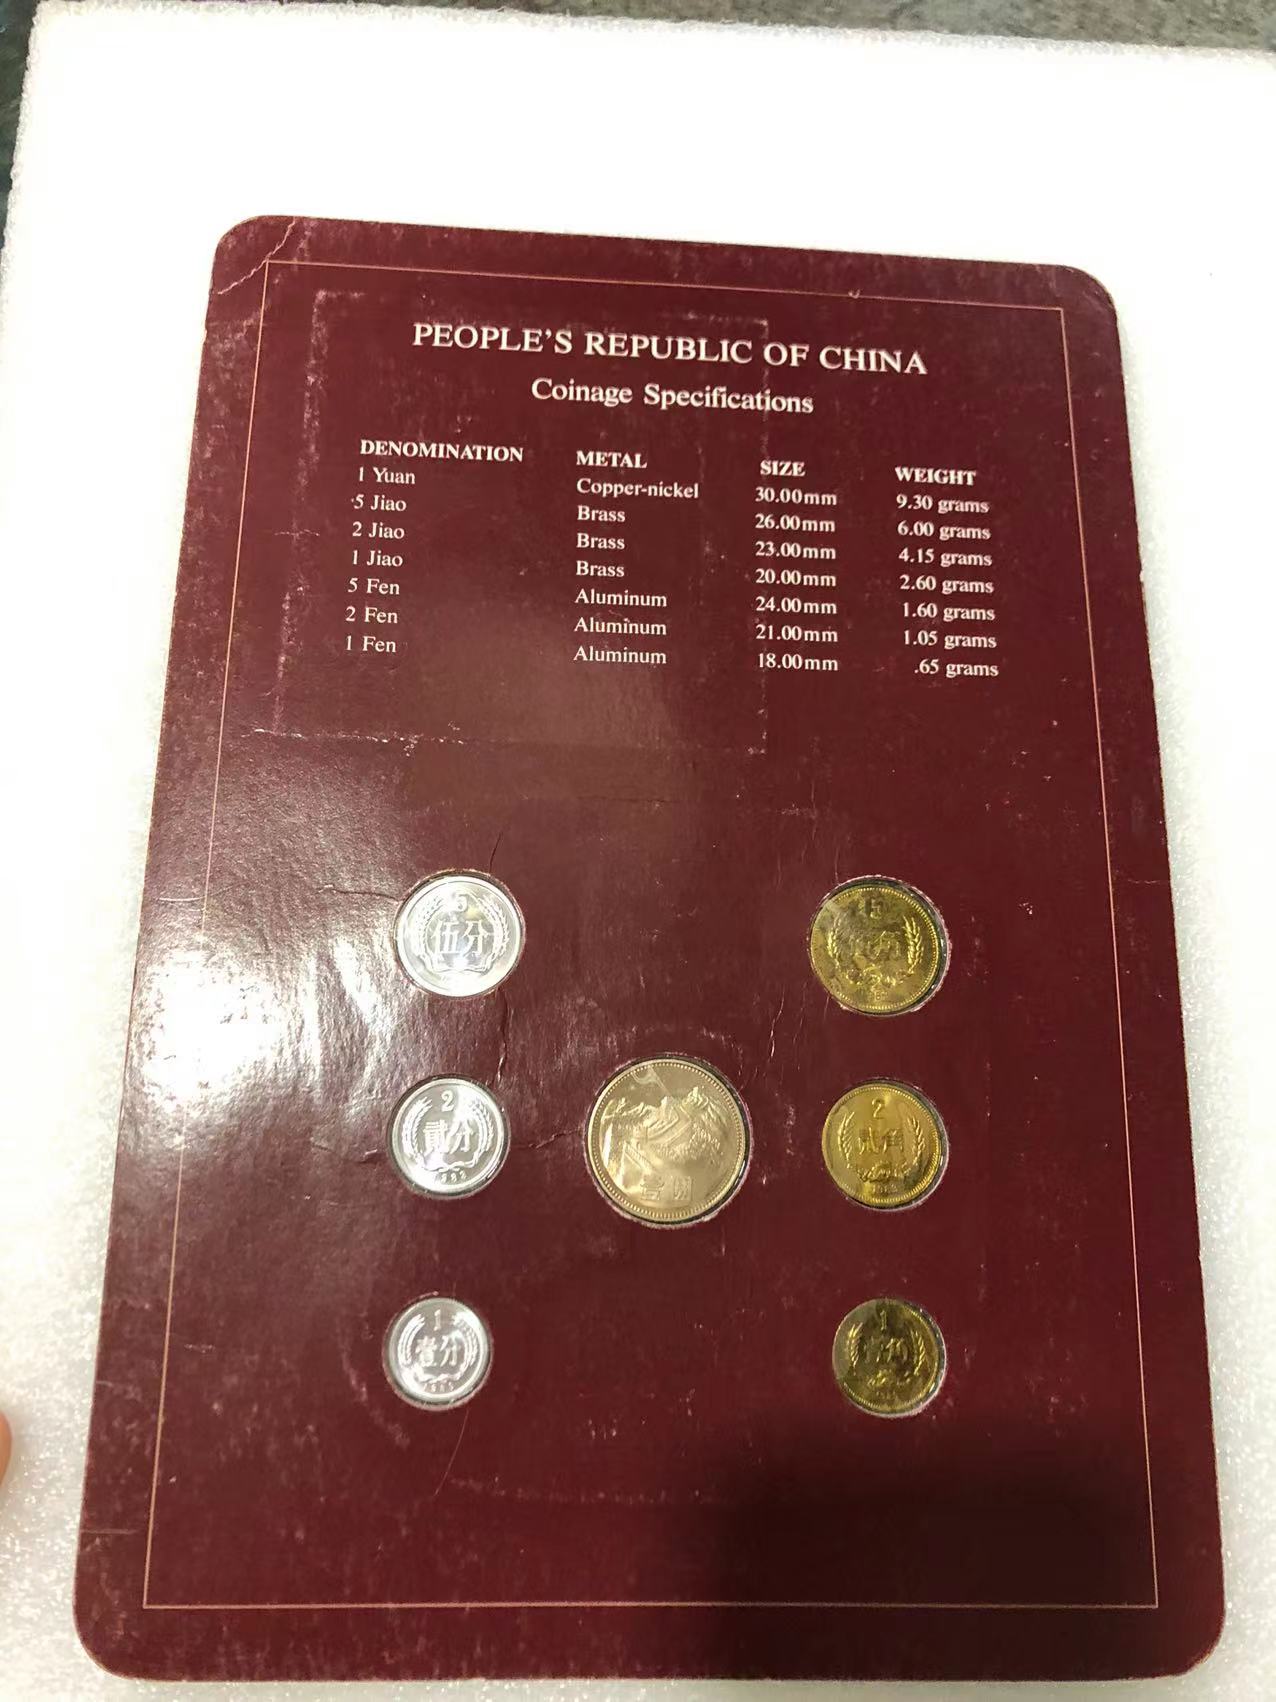 PEOPLE'S REPUBLIC OF CHINA
Coinage Specifications
DENOMINATION METAL SIZE WEIGHT
1 Yuan Copper-nickel 30.00mm 9.30 grams
5 Jiao Brass 26.00mm 6.00 grams
2 Jiao Brass 23.00mm 4.15 grams
1 Jiao Brass 20.00mm 2.60 grams
5 Fen Aluminum 24.00mm 1.60 grams
2 Fen Aluminum 21.00mm 1.05 grams
1 Fen Aluminum 18.00mm .65 grams
5
伍分
5
2
贰分
壹圆
2
贰角
1
壹分
1